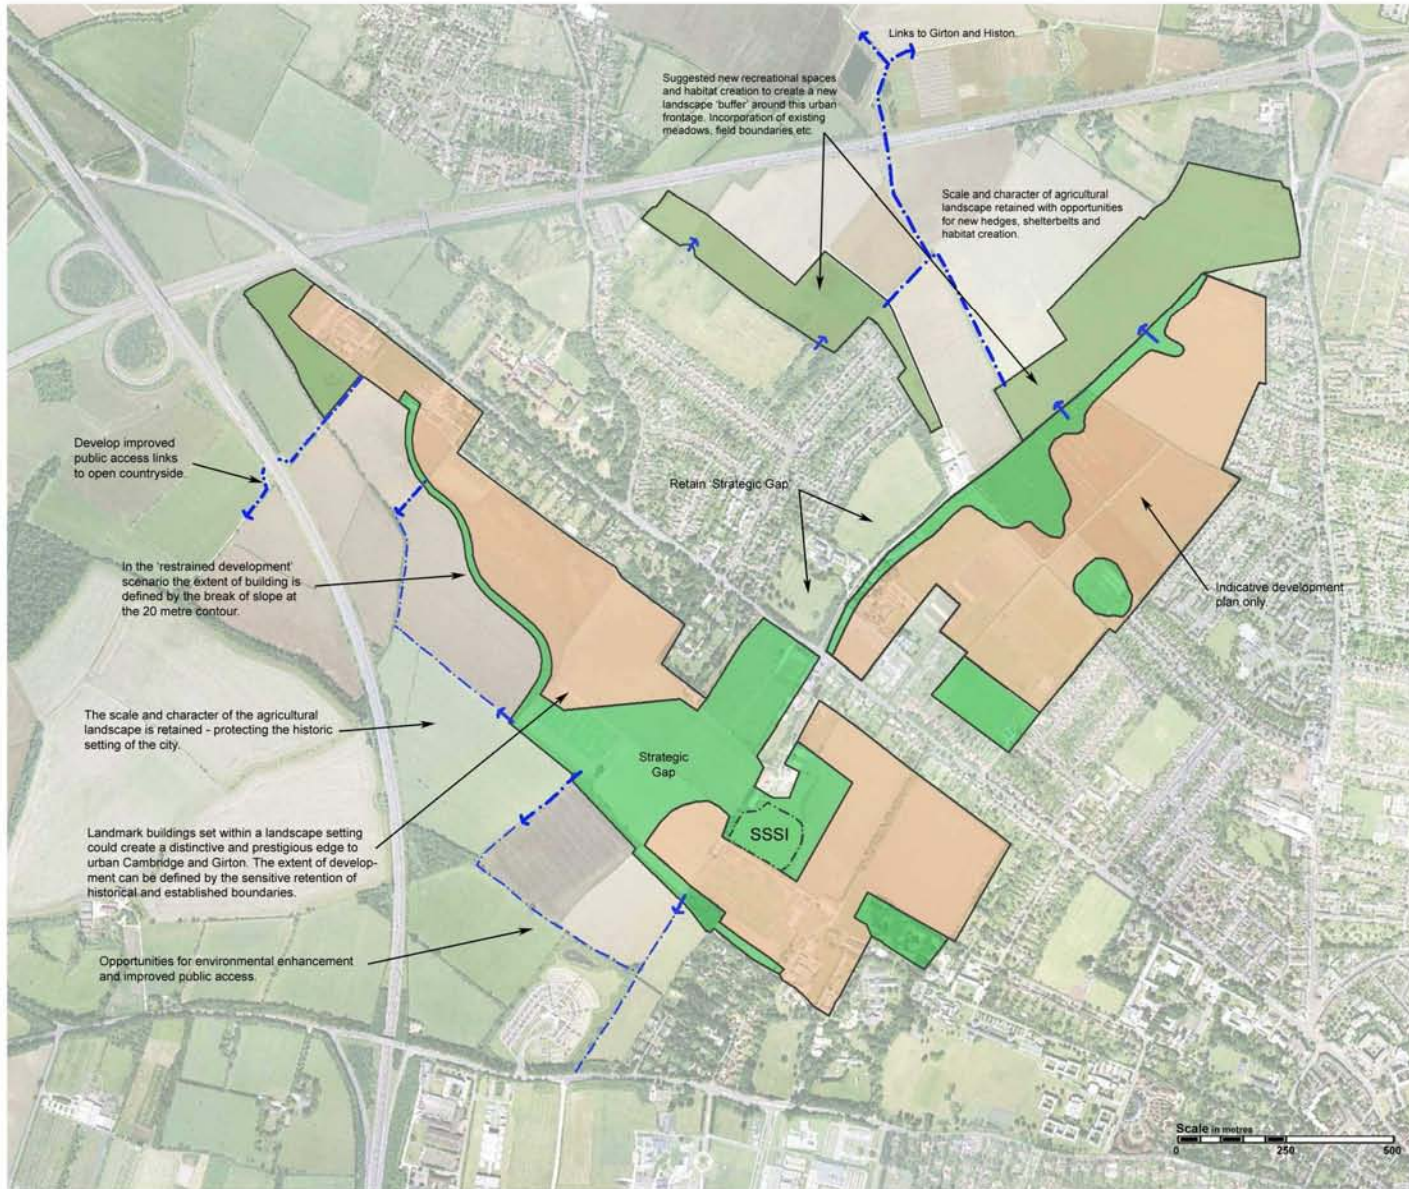 Links to Girton and Histon.
Suggested new recreational spaces
and habitat creation to create a new
landscape 'buffer' around this urban
frontage. Incorporation of existing
meadows, field boundaries etc.
Scale and character of agricultural
landscape retained with opportunities
for new hedges, shelterbelts and
habitat creation.
Develop improved
public access links
to open countryside.
Retain 'Strategic Gap'
In the 'restrained development'
scenario the extent of building is
defined by the break of slope at
the 20 metre contour.
Indicative development
plan only.
The scale and character of the agricultural
landscape is retained - protecting the historic
setting of the city.
Strategic
Gap
SSSI
Landmark buildings set within a landscape setting
could create a distinctive and prestigious edge to
urban Cambridge and Girton. The extent of develop-
ment can be defined by the sensitive retention of
historical and established boundaries.
Opportunities for environmental enhancement
and improved public access.
Scale in metres
0 250 500